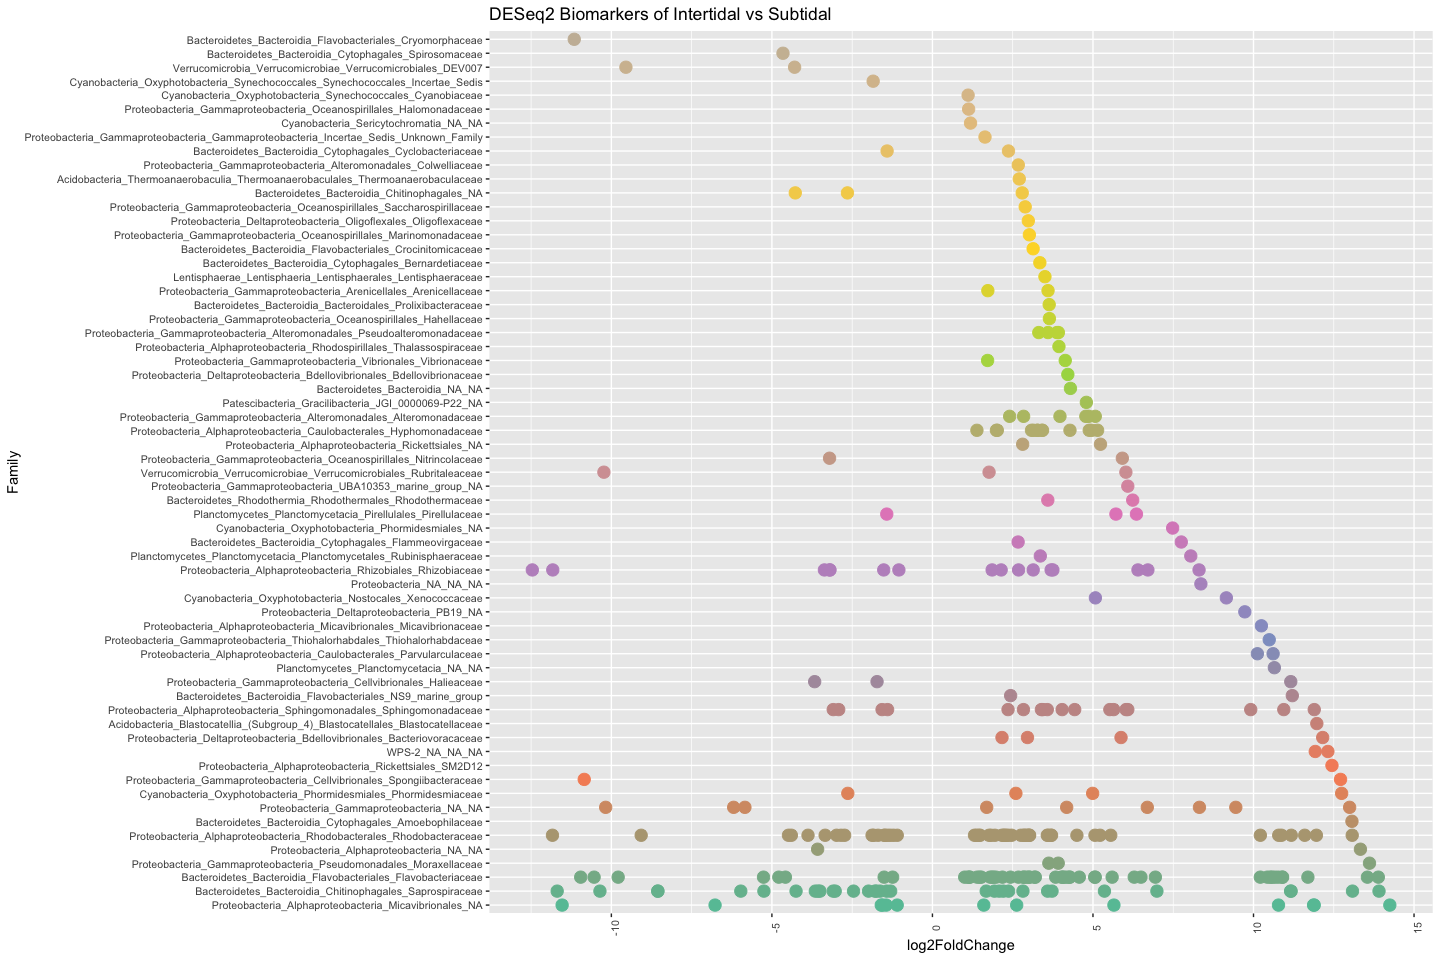 DESeq2 Biomarkers of Intertidal vs Subtidal
Bacteroidetes_Bacteroidia_Flavobacteriales_Cryomorphaceae
Bacteroidetes_Bacteroidia_Cytophagales_Spirosomaceae
Verrucomicrobia_Verrucomicrobiae_Verrucomicrobiales_DEV007
Cyanobacteria_Oxyphotobacteria_Synechococcales_Synechococcales_Incertae_Sedis
Cyanobacteria_Oxyphotobacteria_Synechococcales_Cyanobiaceae
Proteobacteria_Gammaproteobacteria_Oceanospirillales_Halomonadaceae
Cyanobacteria_Sericytochromatia_NA_NA
Proteobacteria_Gammaproteobacteria_Gammaproteobacteria_Incertae_Sedis_Unknown_Family
Bacteroidetes_Bacteroidia_Cytophagales_Cyclobacteriaceae
Proteobacteria_Gammaproteobacteria_Alteromonadales_Colwelliaceae
Acidobacteria_Thermoanaerobaculia_Thermoanaerobaculales_Thermoanaerobaculaceae
Bacteroidetes_Bacteroidia_Chitinophagales_NA
Proteobacteria_Gammaproteobacteria_Oceanospirillales_Saccharospirillaceae
Proteobacteria_Deltaproteobacteria_Oligoflexales_Oligoflexaceae
Proteobacteria_Gammaproteobacteria_Oceanospirillales_Marinomonadaceae
Bacteroidetes_Bacteroidia_Flavobacteriales_Crocinitomicaceae
Bacteroidetes_Bacteroidia_Cytophagales_Bernardetiaceae
Lentisphaerae_Lentisphaeria_Lentisphaerales_Lentisphaeraceae
Proteobacteria_Gammaproteobacteria_Arenicellales_Arenicellaceae
Bacteroidetes_Bacteroidia_Bacteroidales_Prolixibacteraceae
Proteobacteria_Gammaproteobacteria_Oceanospirillales_Hahellaceae
Proteobacteria_Gammaproteobacteria_Alteromonadales_Pseudoalteromonadaceae
Proteobacteria_Alphaproteobacteria_Rhodospirillales_Thalassospiraceae
Proteobacteria_Gammaproteobacteria_Vibrionales_Vibrionaceae
Proteobacteria_Deltaproteobacteria_Bdellovibrionales_Bdellovibrionaceae
Bacteroidetes_Bacteroidia_NA_NA
Patescibacteria_Gracilibacteria_JGI_0000069-P22_NA
Proteobacteria_Gammaproteobacteria_Alteromonadales_Alteromonadaceae
Proteobacteria_Alphaproteobacteria_Caulobacterales_Hyphomonadaceae
Proteobacteria_Alphaproteobacteria_Rickettsiales_NA
Proteobacteria_Gammaproteobacteria_Oceanospirillales_Nitrincolaceae
Verrucomicrobia_Verrucomicrobiae_Verrucomicrobiales_Rubritaleaceae
Proteobacteria_Gammaproteobacteria_UBA10353_marine_group_NA
Bacteroidetes_Rhodothermia_Rhodothermales_Rhodothermaceae
Planctomycetes_Planctomycetacia_Pirellulales_Pirellulaceae
Cyanobacteria_Oxyphotobacteria_Phormidesmiales_NA
Bacteroidetes_Bacteroidia_Cytophagales_Flammeovirgaceae
Planctomycetes_Planctomycetacia_Planctomycetales_Rubinisphaeraceae
Proteobacteria_Alphaproteobacteria_Rhizobiales_Rhizobiaceae
Proteobacteria_NA_NA_NA
Cyanobacteria_Oxyphotobacteria_Nostocales_Xenococcaceae
Proteobacteria_Deltaproteobacteria_PB19_NA
Proteobacteria_Alphaproteobacteria_Micavibrionales_Micavibrionaceae
Proteobacteria_Gammaproteobacteria_Thiohalorhabdales_Thiohalorhabdaceae
Proteobacteria_Alphaproteobacteria_Caulobacterales_Parvularculaceae
Planctomycetes_Planctomycetacia_NA_NA
Proteobacteria_Gammaproteobacteria_Cellvibrionales_Halieaceae
Bacteroidetes_Bacteroidia_Flavobacteriales_NS9_marine_group
Proteobacteria_Alphaproteobacteria_Sphingomonadales_Sphingomonadaceae
Acidobacteria_Blastocatellia_(Subgroup_4)_Blastocatellales_Blastocatellaceae
Proteobacteria_Deltaproteobacteria_Bdellovibrionales_Bacteriovoracaceae
WPS-2_NA_NA_NA
Proteobacteria_Alphaproteobacteria_Rickettsiales_SM2D12
Proteobacteria_Gammaproteobacteria_Cellvibrionales_Spongiibacteraceae
Cyanobacteria_Oxyphotobacteria_Phormidesmiales_Phormidesmiaceae
Proteobacteria_Gammaproteobacteria_NA_NA
Bacteroidetes_Bacteroidia_Cytophagales_Amoebophilaceae
Proteobacteria_Alphaproteobacteria_Rhodobacterales_Rhodobacteraceae
Proteobacteria_Alphaproteobacteria_NA_NA
Proteobacteria_Gammaproteobacteria_Pseudomonadales_Moraxellaceae
Bacteroidetes_Bacteroidia_Flavobacteriales_Flavobacteriaceae
Bacteroidetes_Bacteroidia_Chitinophagales_Saprospiraceae
Proteobacteria_Alphaproteobacteria_Micavibrionales_NA
Family
-10 -5 0 5 10 15
log2FoldChange